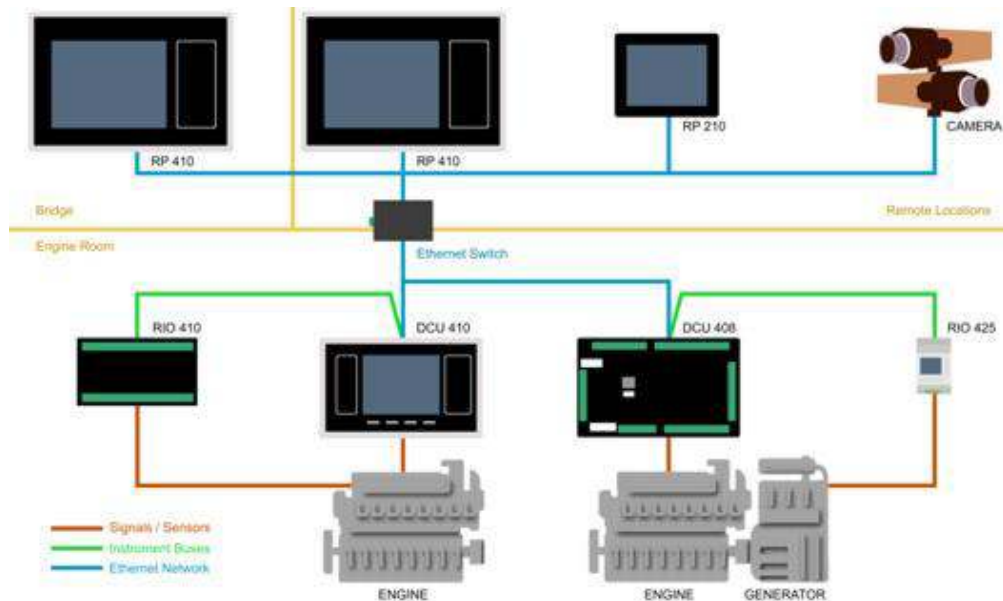 RP 410
RP 410
RP 210
CAMERA
Bridge
Remote Locations
Engine Room
Ethernet Switch
RIO 410
DCU 410
DCU 408
RIO 425
Signals / Sensors
Instrument Buses
Ethernet Network
ENGINE
ENGINE
GENERATOR